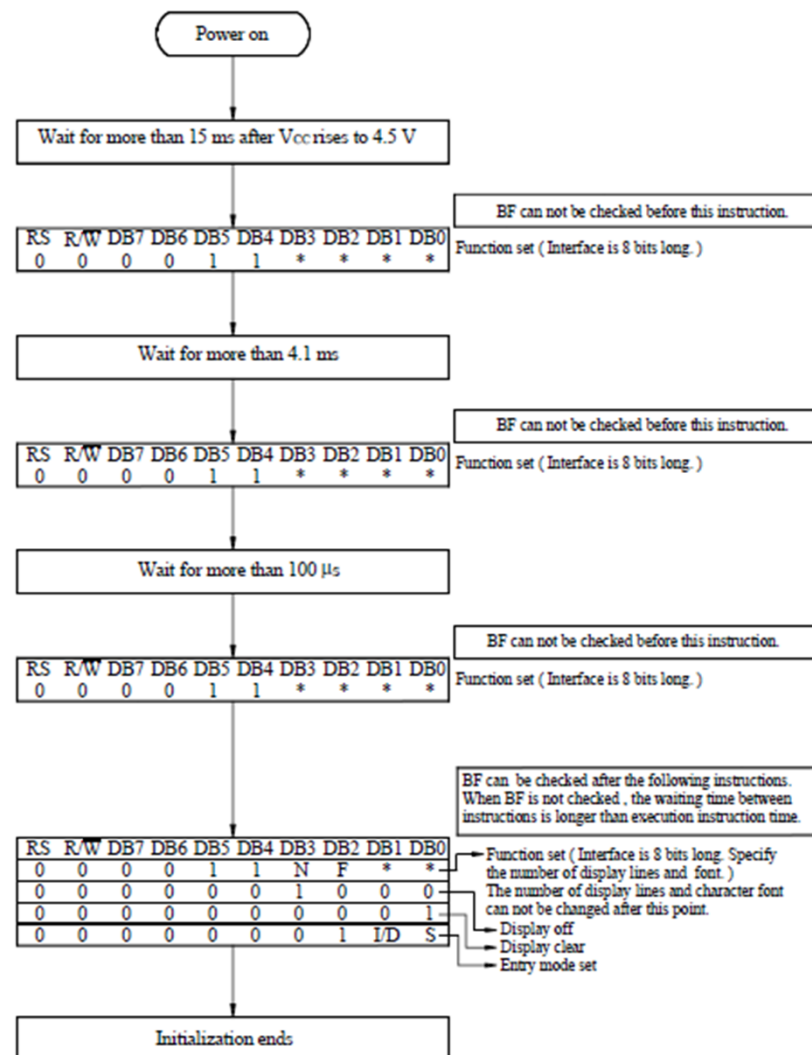 Power on
Wait for more than 15 ms after VCC rises to 4.5 V
BF can not be checked before this instruction.
RS R/W DB7 DB6 DB5 DB4 DB3 DB2 DB1 DB0
0 0 0 0 1 1 * * * *
Function set ( Interface is 8 bits long. )
Wait for more than 4.1 ms
BF can not be checked before this instruction.
RS R/W DB7 DB6 DB5 DB4 DB3 DB2 DB1 DB0
0 0 0 0 1 1 * * * *
Function set ( Interface is 8 bits long. )
Wait for more than 100 µs
BF can not be checked before this instruction.
RS R/W DB7 DB6 DB5 DB4 DB3 DB2 DB1 DB0
0 0 0 0 1 1 * * * *
Function set ( Interface is 8 bits long. )
BF can be checked after the following instructions.
When BF is not checked , the waiting time between
instructions is longer than execution instruction time.
RS R/W DB7 DB6 DB5 DB4 DB3 DB2 DB1 DB0
0 0 0 0 1 1 N F * *
0 0 0 0 0 0 1 0 0 0
0 0 0 0 0 0 0 0 0 1
0 0 0 0 0 0 0 1 I/D S
Function set ( Interface is 8 bits long. Specify
the number of display lines and font. )
The number of display lines and character font
can not be changed after this point.
Display off
Display clear
Entry mode set
Initialization ends